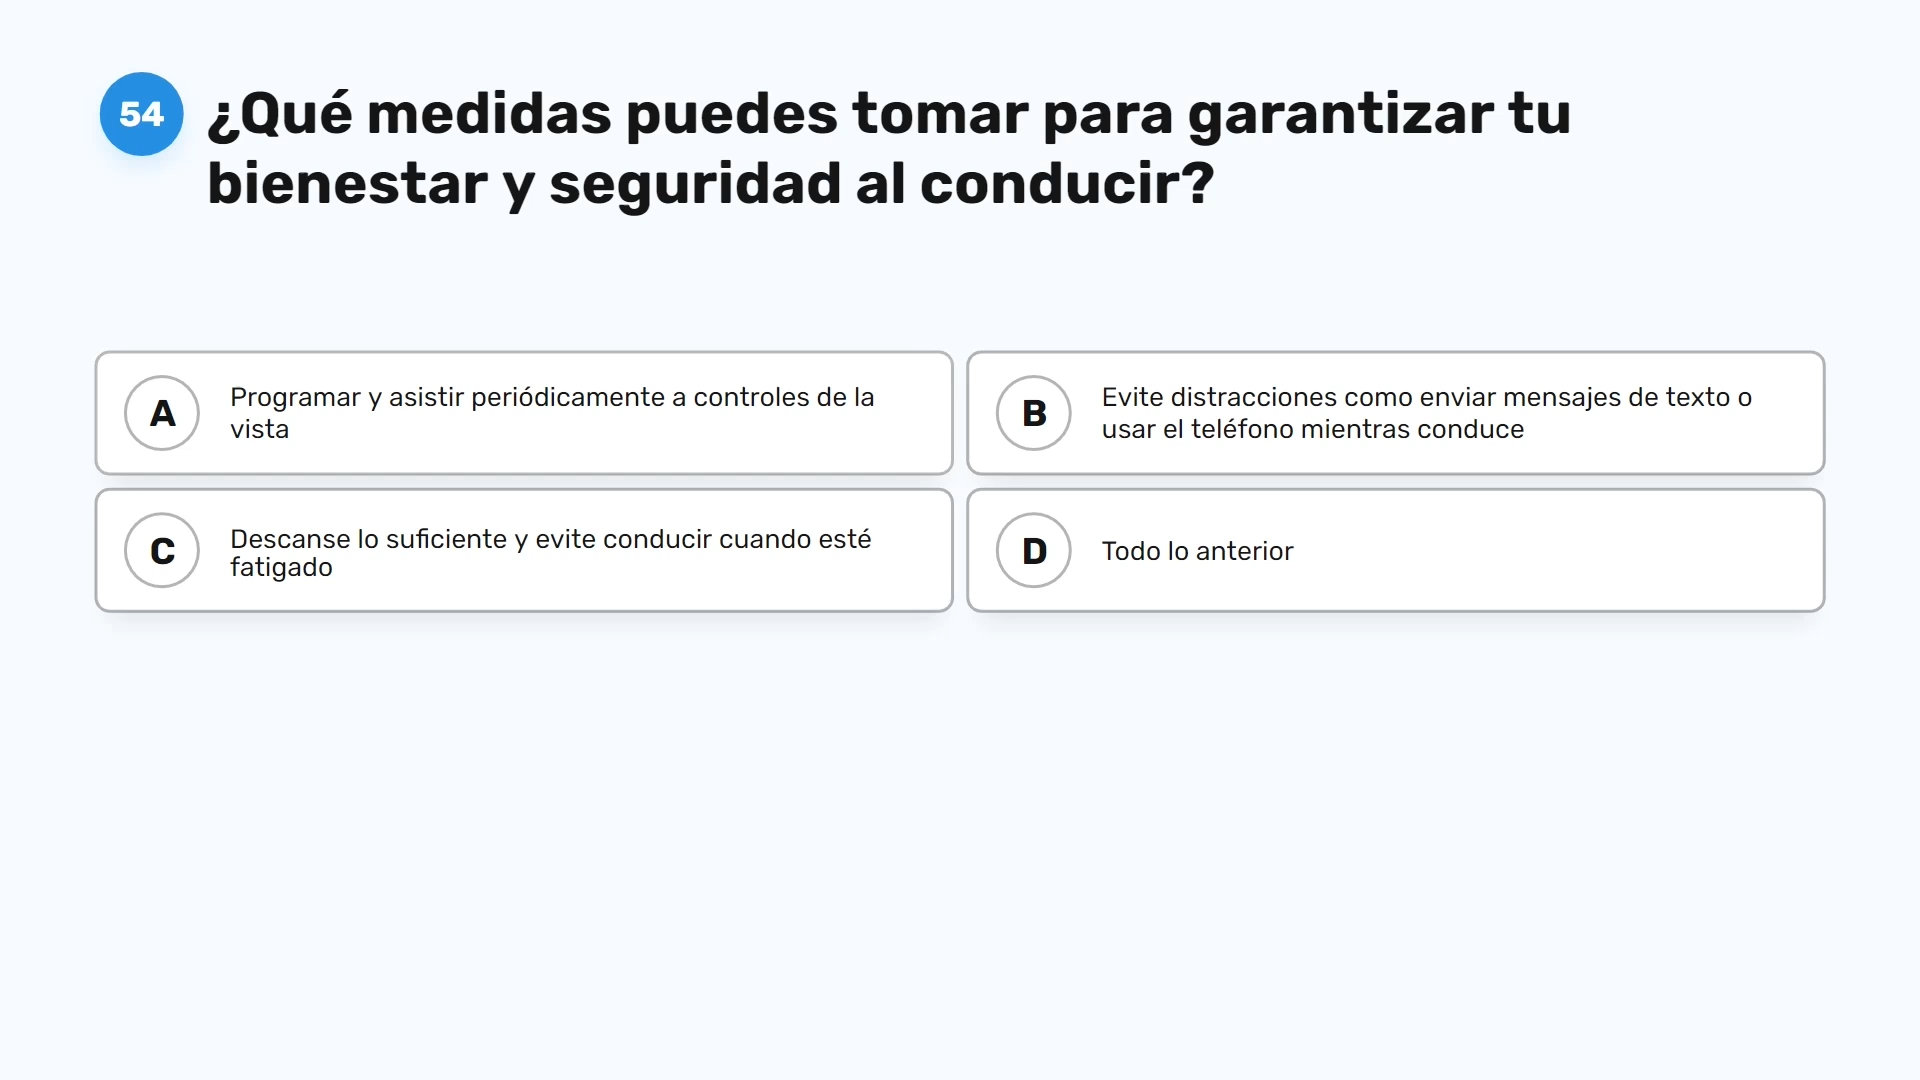 54
¿Qué medidas puedes tomar para garantizar tu
bienestar y seguridad al conducir?
A
Programar y asistir periódicamente a controles de la
vista
B
Evite distracciones como enviar mensajes de texto o
usar el teléfono mientras conduce
C
Descanse lo suficiente y evite conducir cuando esté
fatigado
D
Todo lo anterior